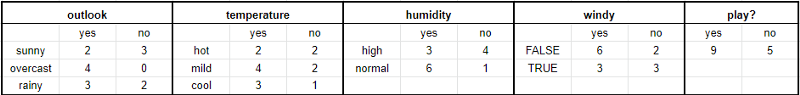 outlook temperature humidity windy play?
yes no yes no yes no yes no yes no
sunny 2 3 hot 2 2 high 3 4 FALSE 6 2 9 5
overcast 4 0 mild 4 2 normal 6 1 TRUE 3 3
rainy 3 2 cool 3 1